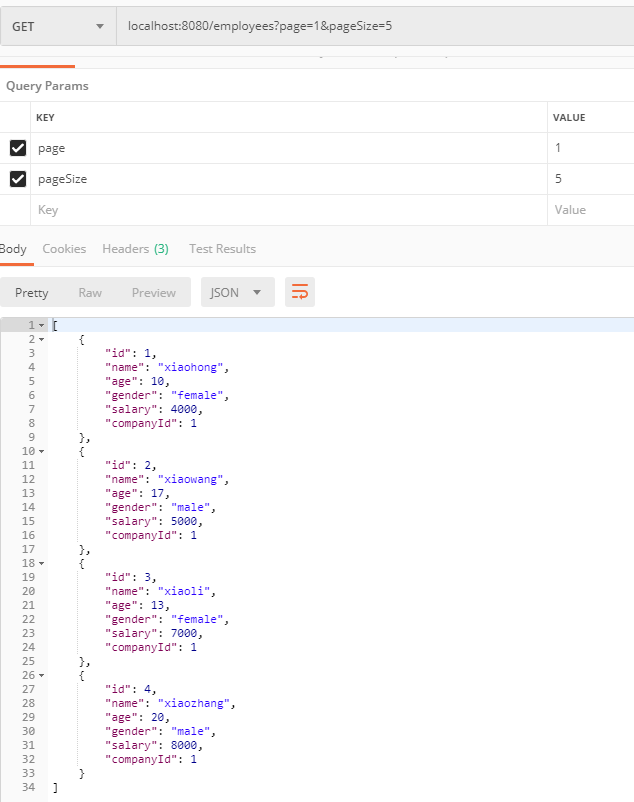 GET localhost:8080/employees?page=1&pageSize=5
Query Params
KEY VALUE
page 1
pageSize 5
Key Value
Body Cookies Headers (3) Test Results
Pretty Raw Preview JSON
1 [
2 {
3 "id": 1,
4 "name": "xiaohong",
5 "age": 10,
6 "gender": "female",
7 "salary": 4000,
8 "companyId": 1
9 },
10 {
11 "id": 2,
12 "name": "xiaowang",
13 "age": 17,
14 "gender": "male",
15 "salary": 5000,
16 "companyId": 1
17 },
18 {
19 "id": 3,
20 "name": "xiaoli",
21 "age": 13,
22 "gender": "female",
23 "salary": 7000,
24 "companyId": 1
25 },
26 {
27 "id": 4,
28 "name": "xiaozhang",
29 "age": 20,
30 "gender": "male",
31 "salary": 8000,
32 "companyId": 1
33 }
34 ]